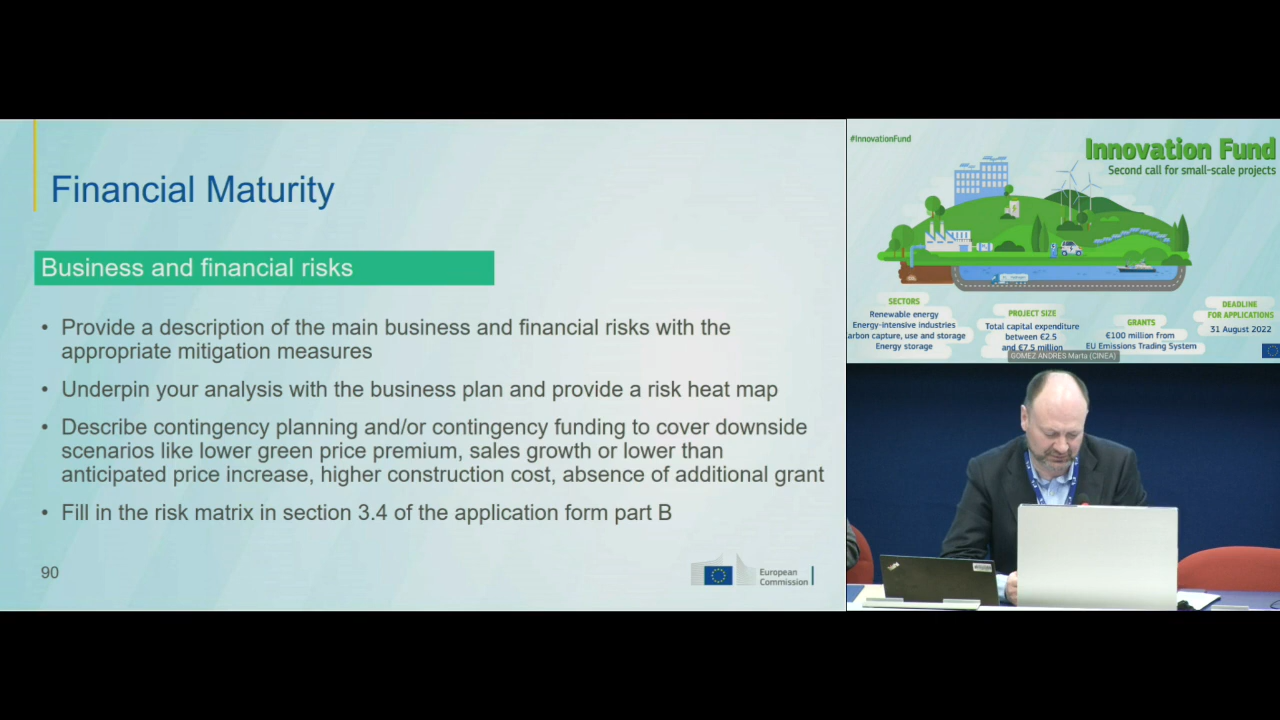 Financial Maturity
Business and financial risks
• Provide a description of the main business and financial risks with the
appropriate mitigation measures
• Underpin your analysis with the business plan and provide a risk heat map
• Describe contingency planning and/or contingency funding to cover downside
scenarios like lower green price premium, sales growth or lower than
anticipated price increase, higher construction cost, absence of additional grant
• Fill in the risk matrix in section 3.4 of the application form part B
90
European
Commission
#InnovationFund
Innovation Fund
Second call for small-scale projects
SECTORS
Renewable energy
Energy-intensive industries
arbon capture, use and storage
Energy storage
PROJECT SIZE
Total capital expenditure
between €2.5
and €7.5 million
GRANTS
€100 million from
EU Emissions Trading System
DEADLINE
FOR APPLICATIONS
31 August 2022
GOMEZ ANDRES Marta (CINEA)